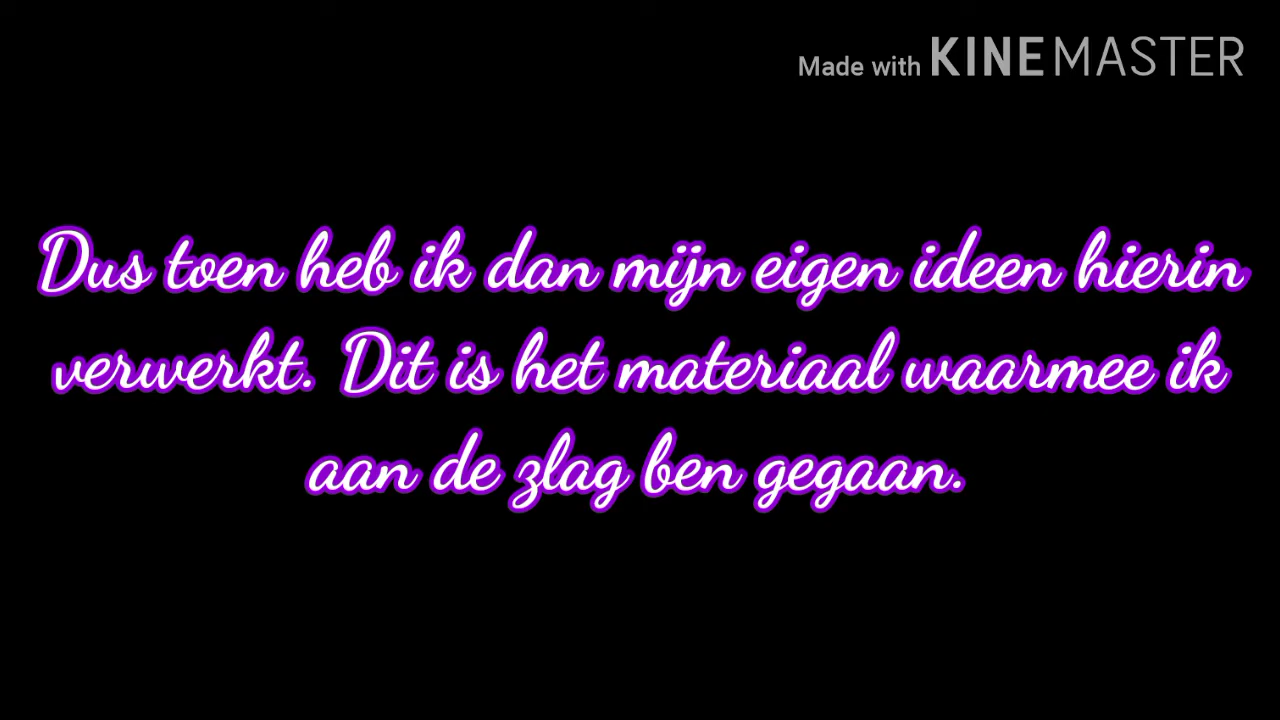 Made with KINEMASTER
Dus toen heb ik dan mijn eigen ideen hierin
verwerkt. Dit is het materiaal waarmee ik
aan de zlag ben gegaan.